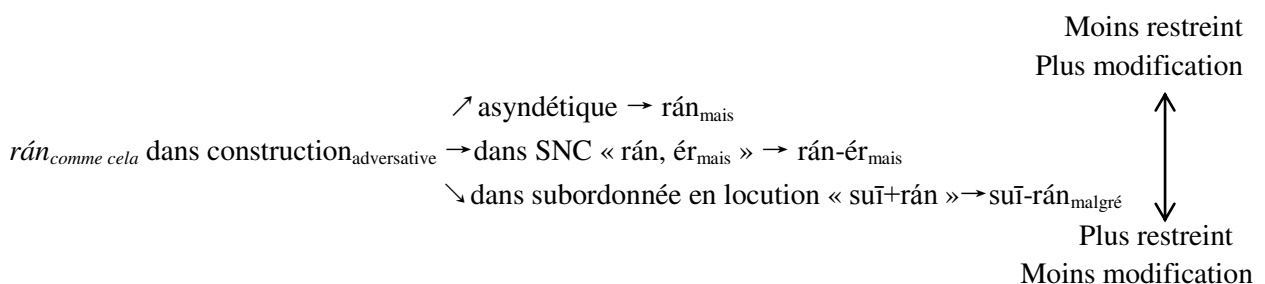 Moins restreint
Plus modification
↗ asyndétique → rán mais
rán comme cela dans construction adversative → dans SNC « rán, ér mais » → rán-ér mais
↘ dans subordonnée en locution « suī+rán » → suī-rán malgré
Plus restreint
Moins modification